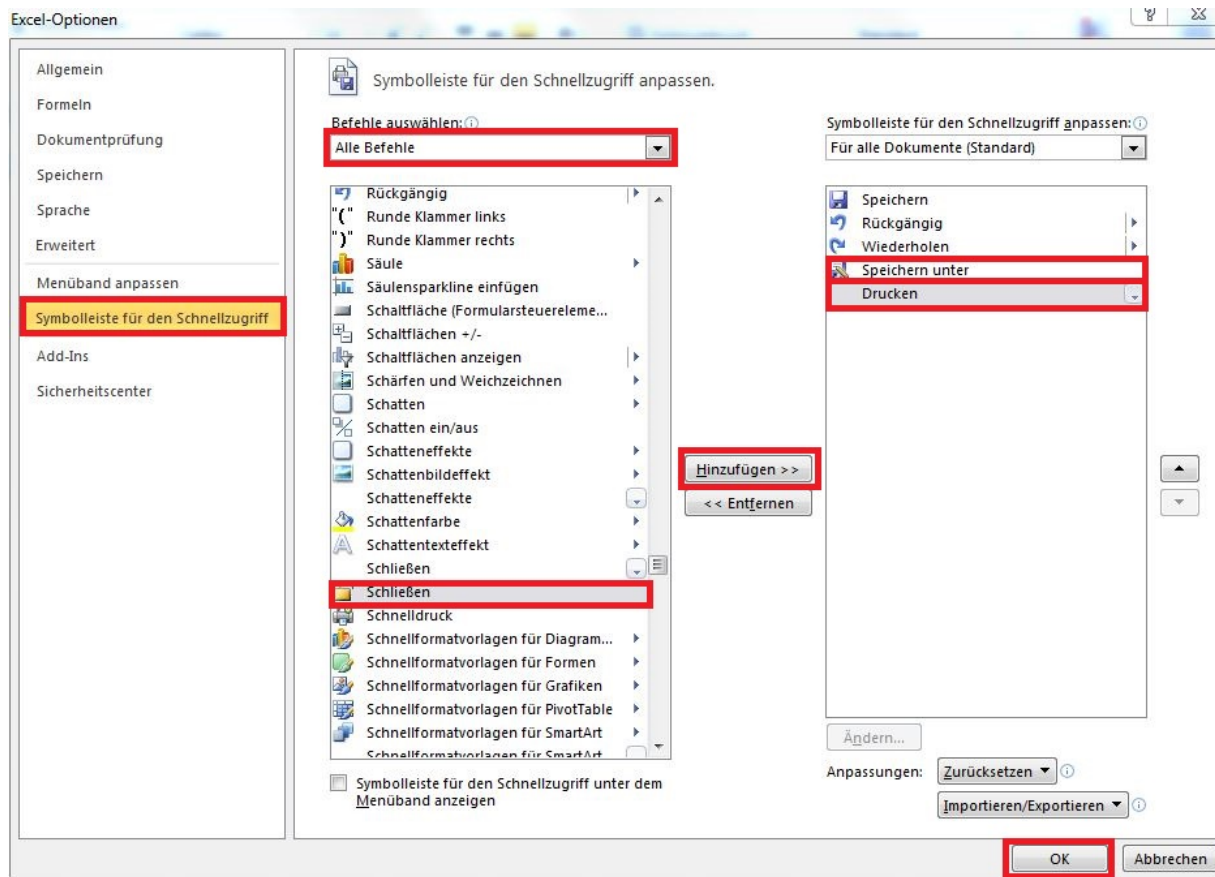 Excel-Optionen
Allgemein
Formeln
Dokumentprüfung
Speichern
Sprache
Erweitert
Menüband anpassen
Symbolleiste für den Schnellzugriff
Add-Ins
Sicherheitscenter
Symbolleiste für den Schnellzugriff anpassen.
Befehle auswählen:
Alle Befehle
Rückgängig
"(" Runde Klammer links
")" Runde Klammer rechts
Säule
Säulensparkline einfügen
Schaltfläche (Formularsteuereleme...
Schaltflächen +/-
Schaltflächen anzeigen
Schärfen und Weichzeichnen
Schatten
Schatten ein/aus
Schatteneffekte
Schattenbildeffekt
Schatteneffekte
Schattenfarbe
Schattentexteffekt
Schließen
Schließen
Schnelldruck
Schnellformatvorlagen für Diagram...
Schnellformatvorlagen für Formen
Schnellformatvorlagen für Grafiken
Schnellformatvorlagen für PivotTable
Schnellformatvorlagen für SmartArt
Schnellformatvorlagen für SmartArt
Symbolleiste für den Schnellzugriff unter dem
Menüband anzeigen
Hinzufügen >>
<< Entfernen
Symbolleiste für den Schnellzugriff anpassen:
Für alle Dokumente (Standard)
Speichern
Rückgängig
Wiederholen
Speichern unter
Drucken
Ändern...
Anpassungen: Zurücksetzen
Importieren/Exportieren
OK
Abbrechen